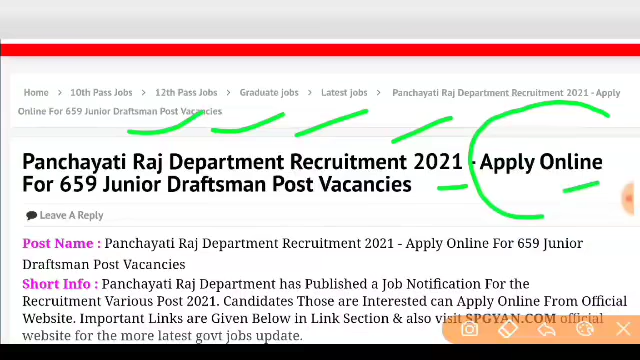 Home > 10th Pass Jobs > 12th Pass Jobs > Graduate jobs > Latest jobs > Panchayati Raj Department Recruitment 2021 - Apply
Online For 659 Junior Draftsman Post Vacancies
Panchayati Raj Department Recruitment 2021 - Apply Online
For 659 Junior Draftsman Post Vacancies
Leave A Reply
Post Name : Panchayati Raj Department Recruitment 2021 - Apply Online For 659 Junior
Draftsman Post Vacancies
Short Info : Panchayati Raj Department has Published a Job Notification For the
Recruitment Various Post 2021. Candidates Those are Interested can Apply Online From Official
Website. Important Links are Given Below in Link Section & also visit SPGYAN.COM official
website for the more latest govt jobs update.